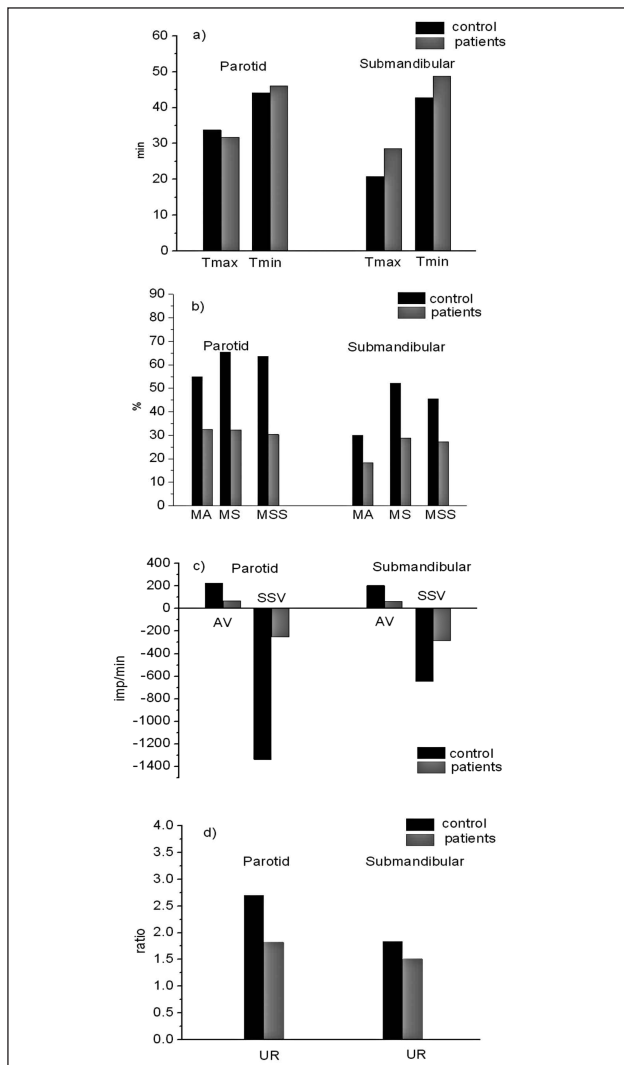 a)
control
patients
Parotid
Submandibular
60
50
40
30
20
10
0
min
Tmax Tmin Tmax Tmin
b)
control
patients
Parotid
Submandibular
90
80
70
60
50
40
30
20
10
0
%
MA MS MSS MA MS MSS
c)
Parotid
Submandibular
400
200
0
-200
-400
-600
-800
-1000
-1200
-1400
imp/min
SSV SSV
AV AV
control
patients
d)
control
patients
Parotid
Submandibular
4.0
3.5
3.0
2.5
2.0
1.5
1.0
0.5
0.0
ratio
UR UR